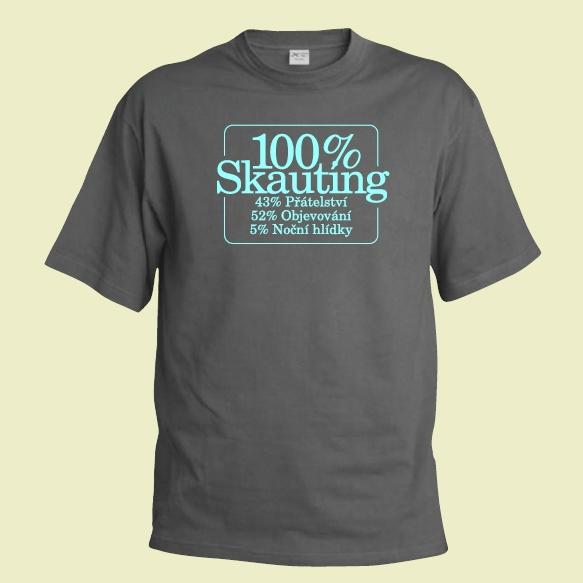 100%
Skauting
43% Přátelství
52% Objevování
5% Noční hlídky